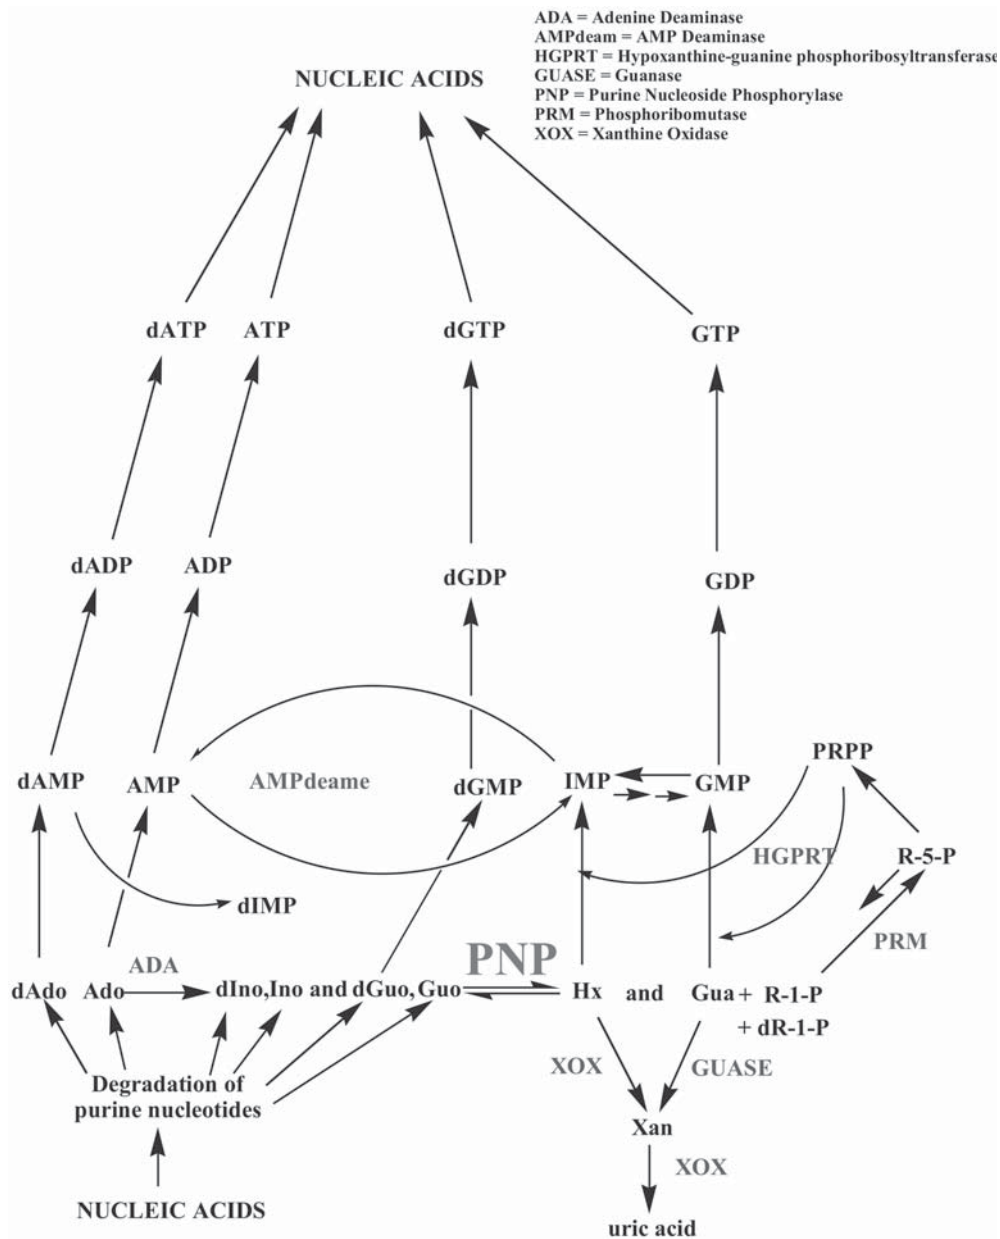 ADA = Adenine Deaminase
AMPdeam = AMP Deaminase
HGPRT = Hypoxanthine-guanine phosphoribosyltransferase
GUASE = Guanase
PNP = Purine Nucleoside Phosphorylase
PRM = Phosphoribomutase
XOX = Xanthine Oxidase
NUCLEIC ACIDS
dATP ATP dGTP GTP
dADP ADP dGDP GDP
PRPP
dAMP AMP AMPdeame dGMP IMP GMP
HGPRT R-5-P
dIMP
PRM
ADA PNP
dAdo Ado dIno,Ino and dGuo, Guo Hx and Gua + R-1-P
+ dR-1-P
XOX GUASE
Degradation of
purine nucleotides
Xan
XOX
NUCLEIC ACIDS
uric acid